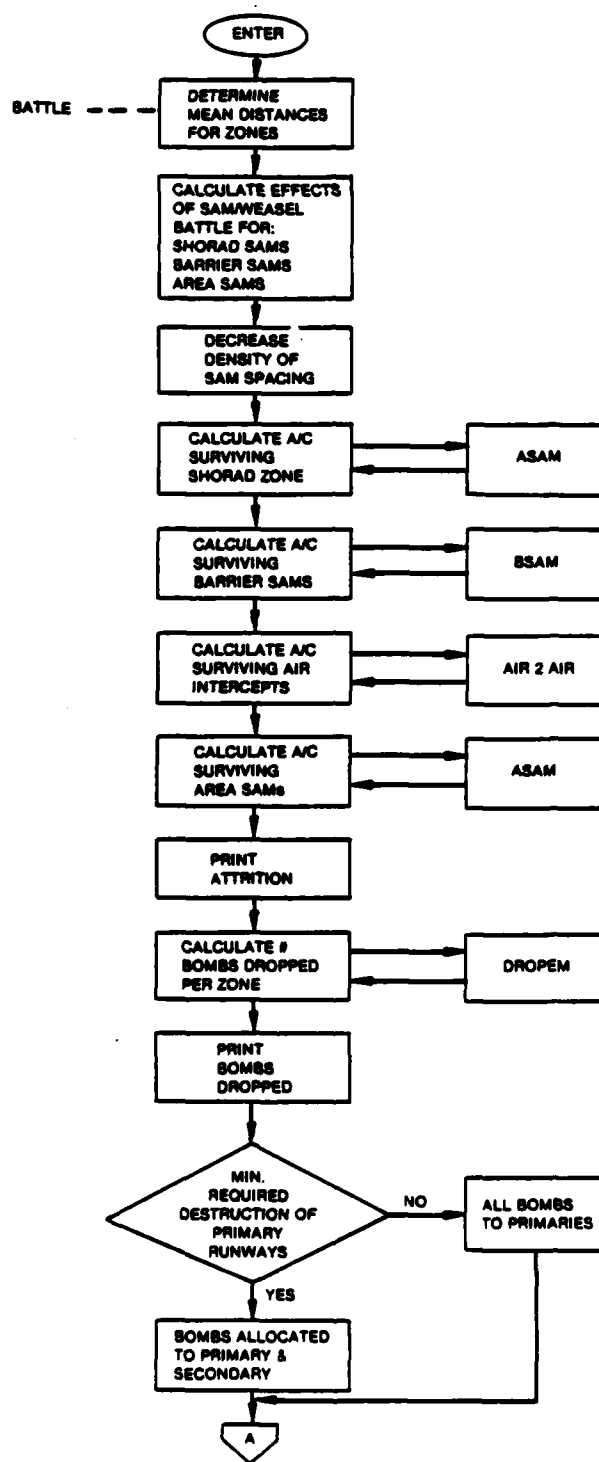 ENTER
BATTLE
DETERMINE
MEAN DISTANCES
FOR ZONES
CALCULATE EFFECTS
OF SAM/WEASEL
BATTLE FOR:
SHORAD SAMS
BARRIER SAMS
AREA SAMS
DECREASE
DENSITY OF
SAM SPACING
CALCULATE A/C
SURVIVING
SHORAD ZONE
ASAM
CALCULATE A/C
SURVIVING
BARRIER SAMS
BSAM
CALCULATE A/C
SURVIVING AIR
INTERCEPTS
AIR 2 AIR
CALCULATE A/C
SURVIVING
AREA SAMs
ASAM
PRINT
ATTRITION
CALCULATE #
BOMBS DROPPED
PER ZONE
DROPEM
PRINT
BOMBS
DROPPED
MIN.
REQUIRED
DESTRUCTION OF
PRIMARY
RUNWAYS
NO
ALL BOMBS
TO PRIMARIES
YES
BOMBS ALLOCATED
TO PRIMARY &
SECONDARY
A